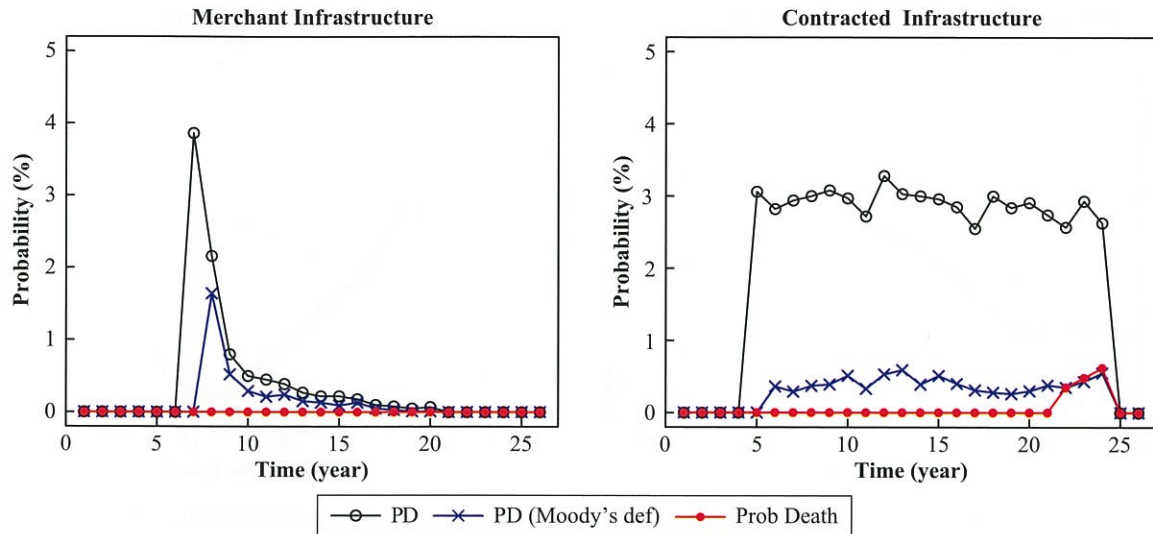 Merchant Infrastructure
5
4
3
2
1
0
Probability (%)
0 5 10 15 20 25
Time (year)
Contracted Infrastructure
5
4
3
2
1
0
Probability (%)
0 5 10 15 20 25
Time (year)
PD PD (Moody's def) Prob Death